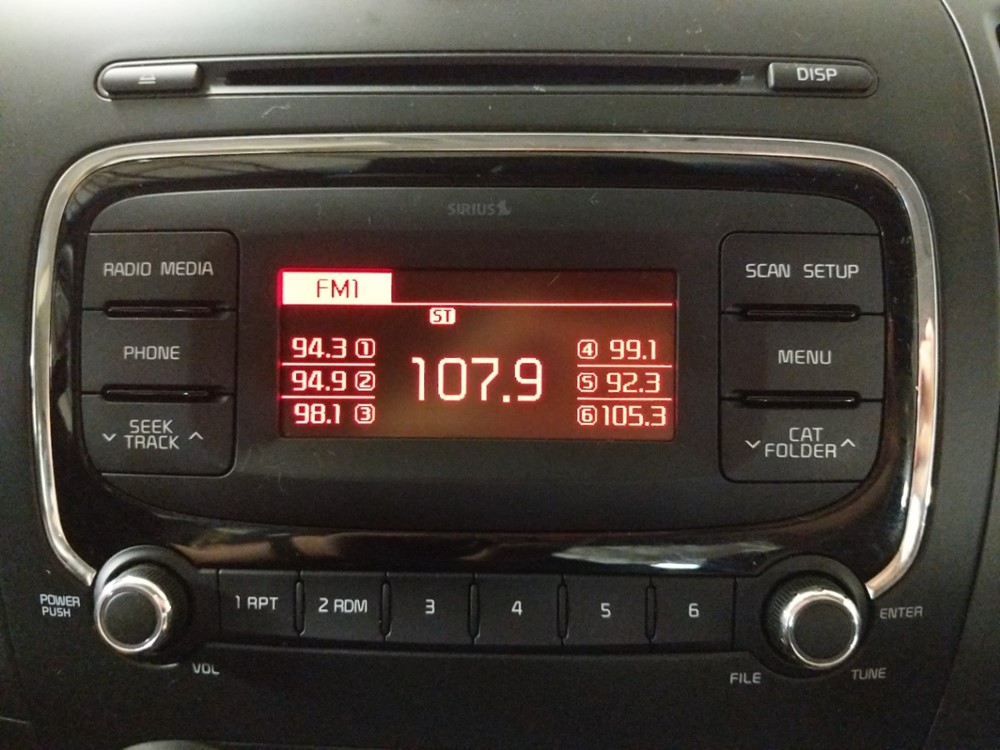 DISP
SIRIUS
RADIO MEDIA
SCAN SETUP
FM1
ST
94.3 1
4 99.1
PHONE
94.9 2
107.9
5 92.3
MENU
98.1 3
6 105.3
SEEK
TRACK
CAT
FOLDER
1 RPT
2 RDM
3
4
5
6
POWER
PUSH
VOL
ENTER
FILE
TUNE